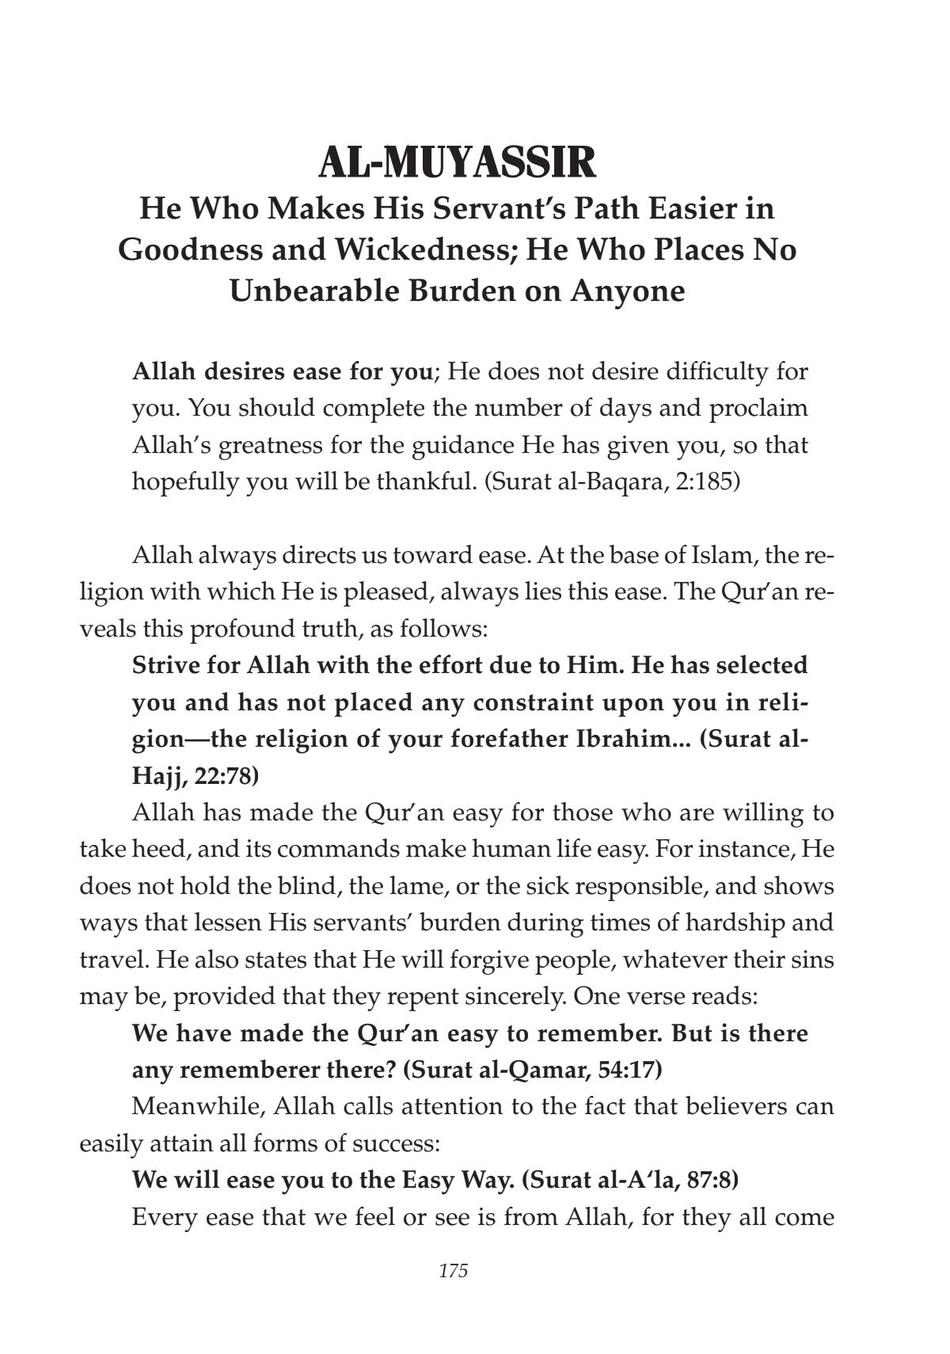 AL-MUYASSIR
He Who Makes His Servant’s Path Easier in
Goodness and Wickedness; He Who Places No
Unbearable Burden on Anyone
Allah desires ease for you; He does not desire difficulty for
you. You should complete the number of days and proclaim
Allah’s greatness for the guidance He has given you, so that
hopefully you will be thankful. (Surat al-Baqara, 2:185)
Allah always directs us toward ease. At the base of Islam, the re-
ligion with which He is pleased, always lies this ease. The Qur’an re-
veals this profound truth, as follows:
Strive for Allah with the effort due to Him. He has selected
you and has not placed any constraint upon you in reli-
gion—the religion of your forefather Ibrahim... (Surat al-
Hajj, 22:78)
Allah has made the Qur’an easy for those who are willing to
take heed, and its commands make human life easy. For instance, He
does not hold the blind, the lame, or the sick responsible, and shows
ways that lessen His servants’ burden during times of hardship and
travel. He also states that He will forgive people, whatever their sins
may be, provided that they repent sincerely. One verse reads:
We have made the Qur’an easy to remember. But is there
any rememberer there? (Surat al-Qamar, 54:17)
Meanwhile, Allah calls attention to the fact that believers can
easily attain all forms of success:
We will ease you to the Easy Way. (Surat al-A‘la, 87:8)
Every ease that we feel or see is from Allah, for they all come
175